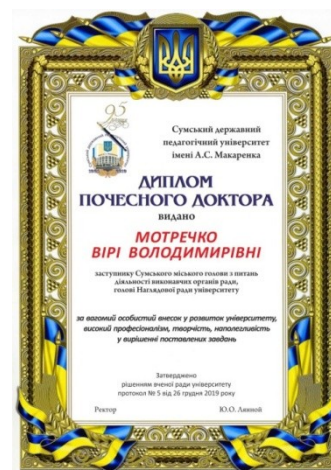 95
Сумський державний
педагогічний університет
імені А.С. Макаренка
ДИПЛОМ
ПОЧЕСНОГО ДОКТОРА
видано
МОТРЕЧКО
ВІРІ ВОЛОДИМИРІВНІ
заступнику Сумського міського голови з питань
діяльності виконавчих органів ради,
голові Наглядової ради університету
за вагомий особистий внесок у розвиток університету,
високий професіоналізм, творчість, наполегливість
у вирішенні поставлених завдань
Затверджено
рішенням вченої ради університету
протокол № 5 від 26 грудня 2019 року
Ректор Ю.О. Лянной